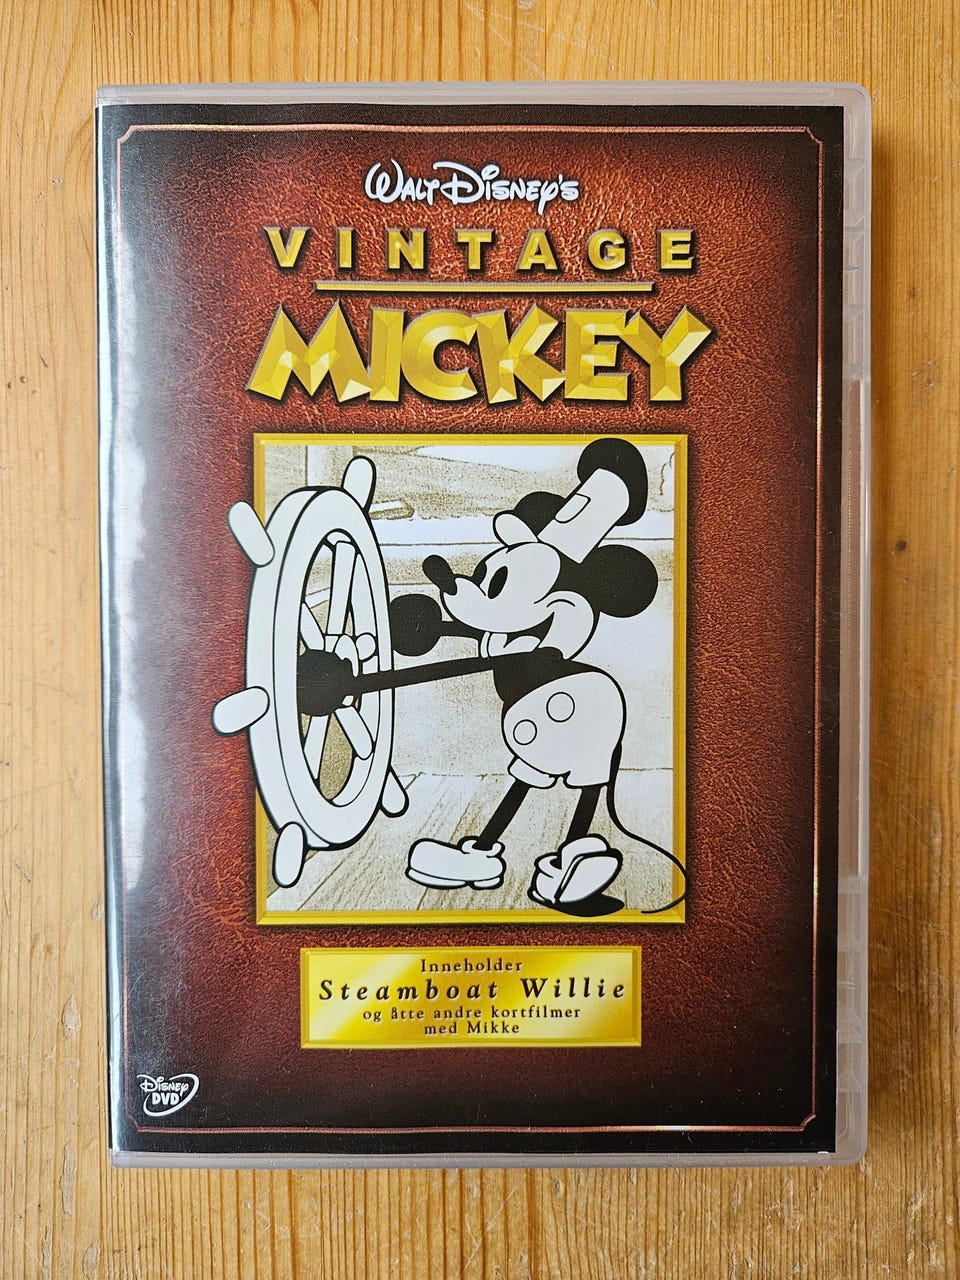 WALT DISNEY'S
VINTAGE
MICKEY
Inneholder
Steamboat Willie
og åtte andre kortfilmer
med Mikke
DISNEY
DVD